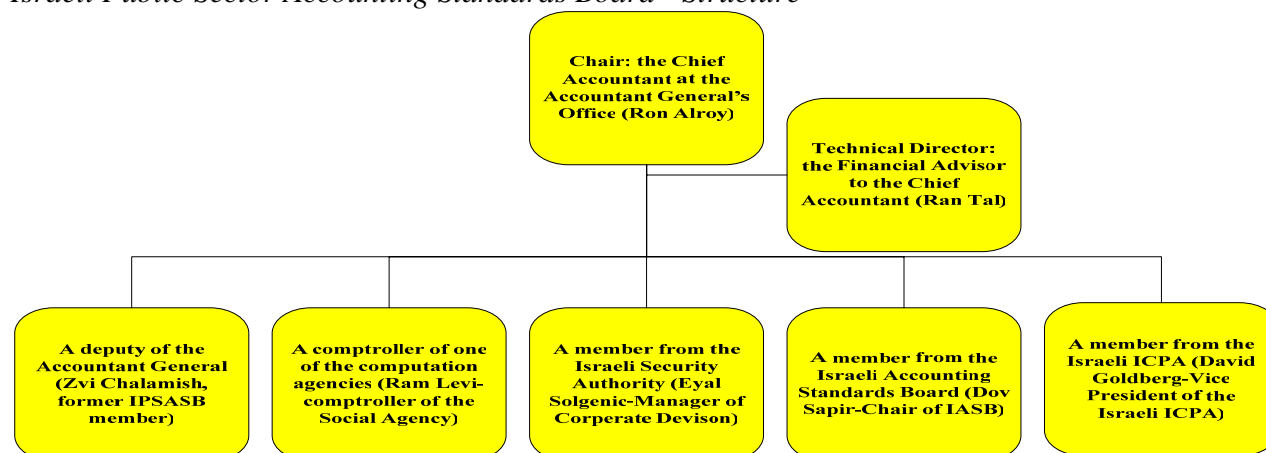 Israeli Public Sector Accounting Standards Board - Structure
Chair: the Chief
Accountant at the
Accountant General's
Office (Ron Alroy)
Technical Director:
the Financial Advisor
to the Chief
Accountant (Ran Tal)
A deputy of the
Accountant General
(Zvi Chalamish,
former IPSASB
member)
A comptroller of one
of the computation
agencies (Ram Levi-
comptroller of the
Social Agency)
A member from the
Israeli Security
Authority (Eyal
Solgenic-Manager of
Corperate Devison)
A member from the
Israeli Accounting
Standards Board (Dov
Sapir-Chair of IASB)
A member from the
Israeli ICPA (David
Goldberg-Vice
President of the
Israeli ICPA)